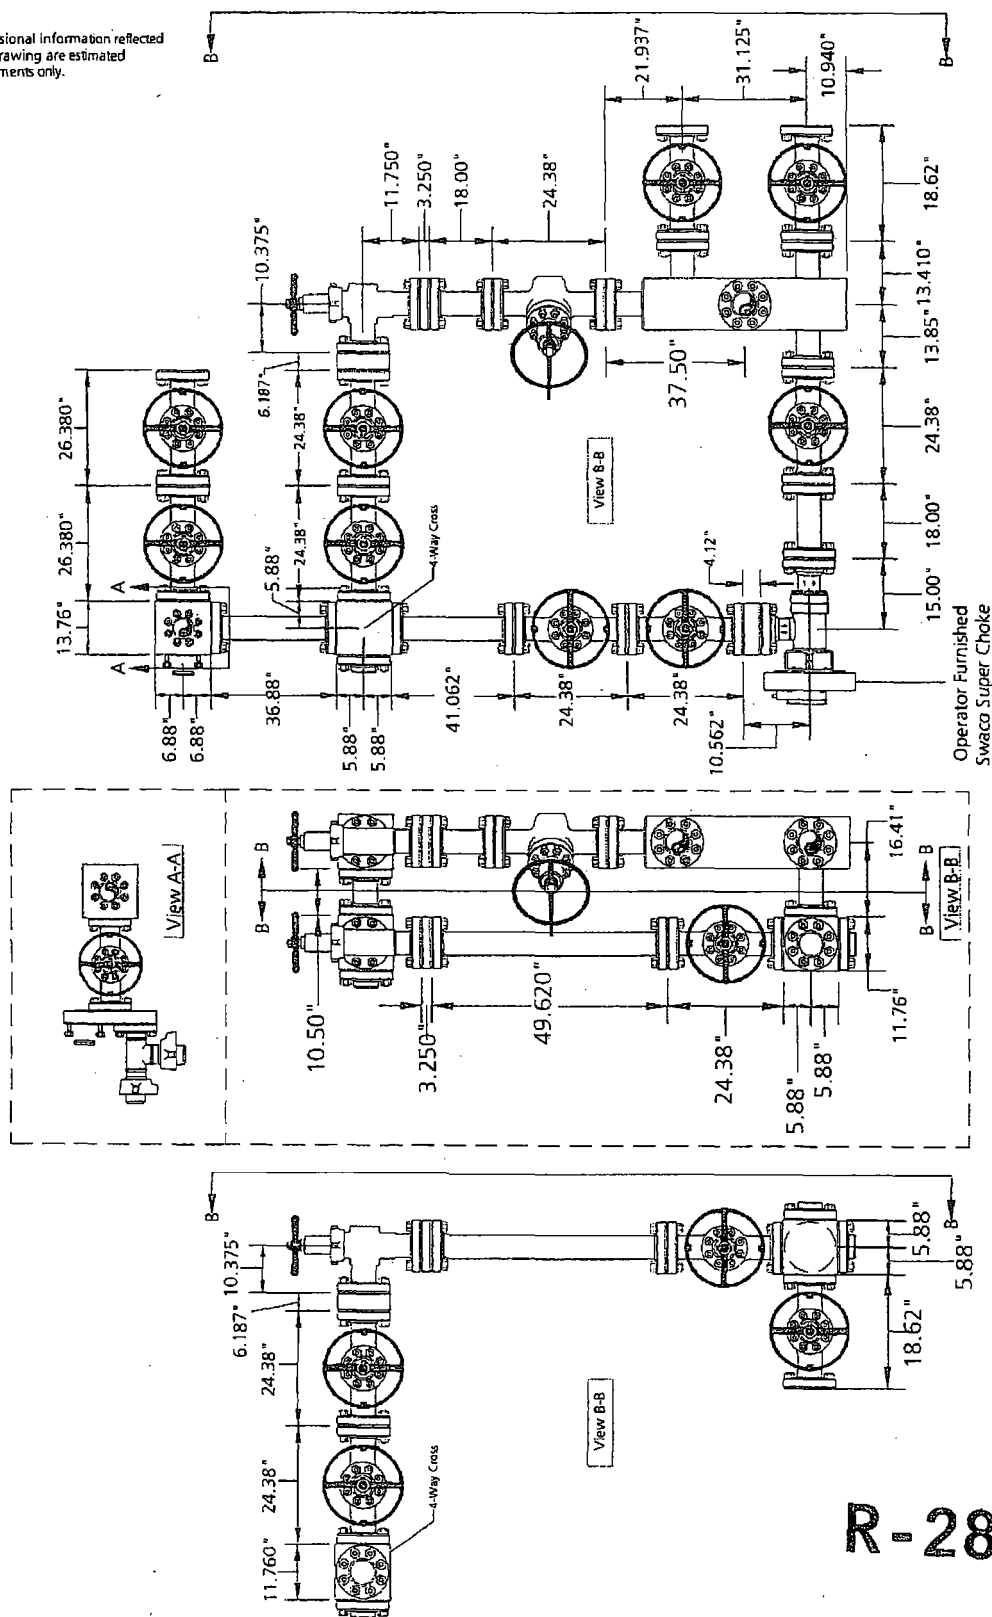 sional information reflected
rawing are estimated
ments only.
B
B
21.937"
31.125"
10.940"
11.750"
3.250"
18.00"
24.38"
10.375"
18.62"
13.410"
13.85"
24.38"
18.00"
15.00"
6.187"
24.38"
24.38"
5.88"
26.380"
26.380"
13.76"
A
A
37.50"
View B-B
4-Way Cross
4.12"
6.88"
6.88"
36.88"
5.88"
5.88"
41.062"
24.38"
24.38"
10.562"
Operator Furnished
Swaco Super Choke
View A-A
B
B
10.50"
3.250"
49.620"
24.38"
5.88"
5.88"
11.76"
16.41"
B
B
View B-B
B
B
10.375"
6.187"
24.38"
24.38"
11.760"
4-Way Cross
View B-B
5.88"
5.88"
18.62"
R-28